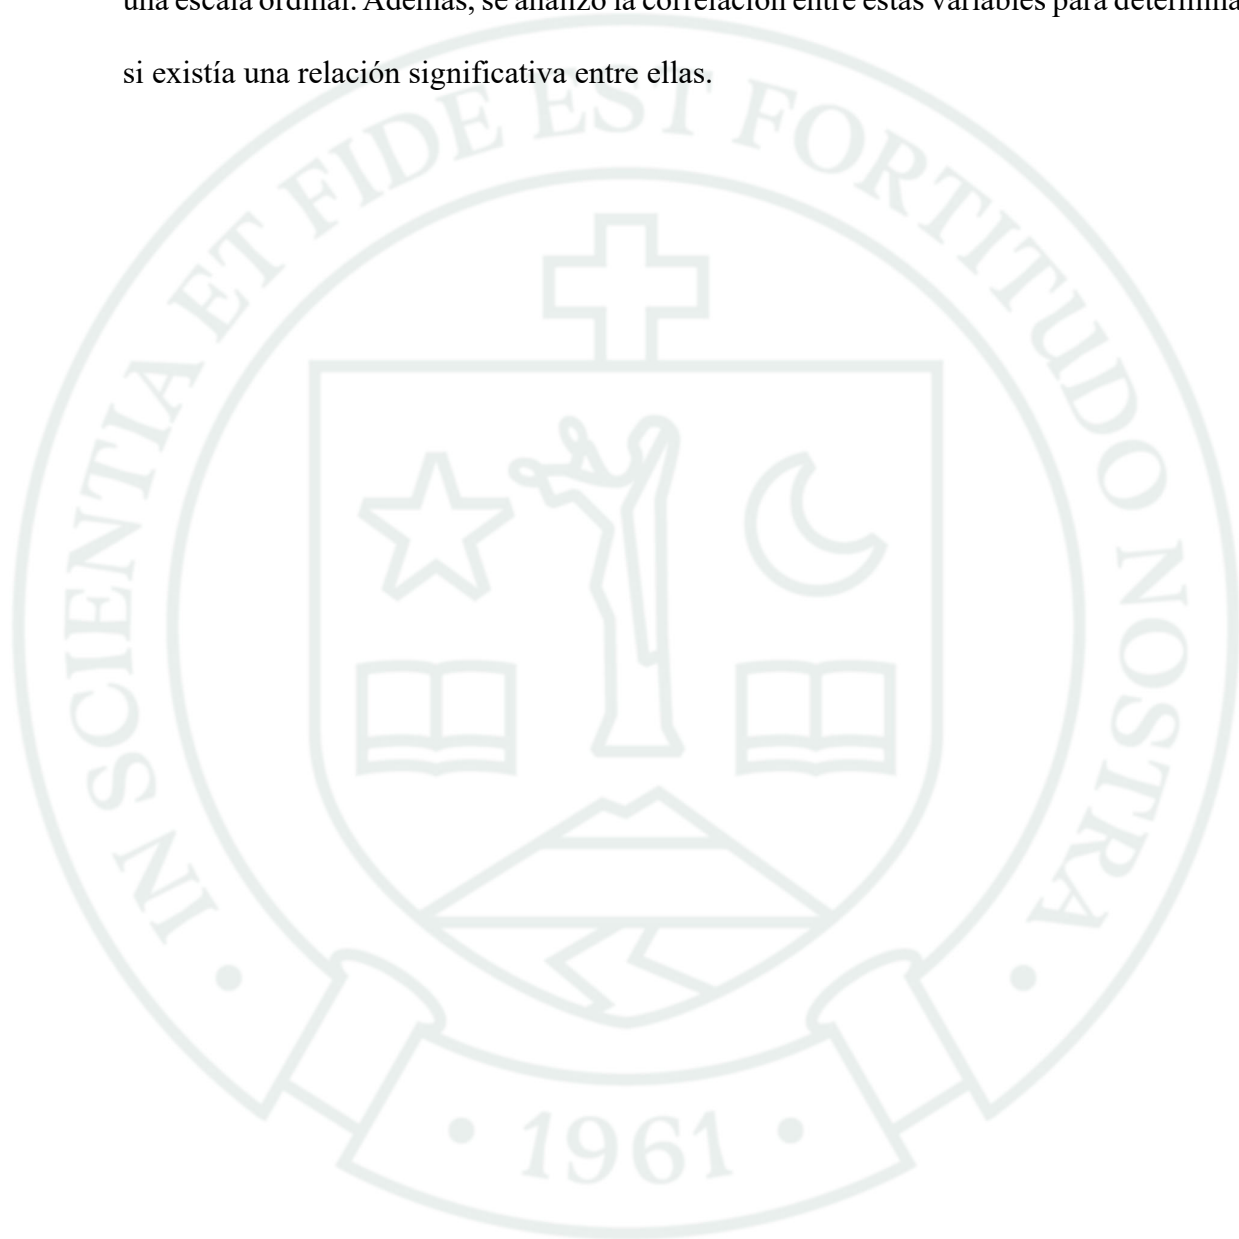 una escala ordinal. Además, se analizó la correlación entre estas variables para determina
si existía una relación significativa entre ellas.
IN SCIENTIA ET FIDE EST FORTITUDO NOSTRA
• 1961 •